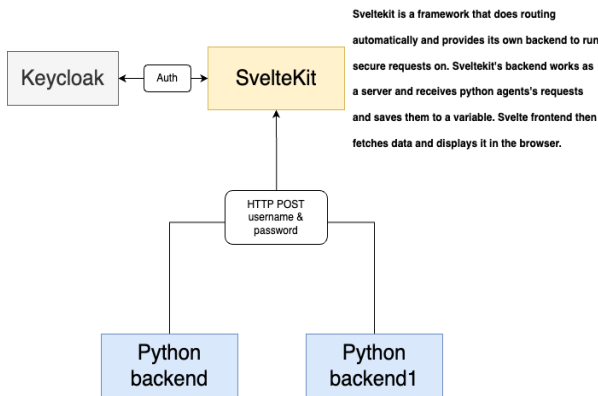 Sveltekit is a framework that does routing
automatically and provides its own backend to run
secure requests on. Sveltekit's backend works as
a server and receives python agents's requests
and saves them to a variable. Svelte frontend then
fetches data and displays it in the browser.
Keycloak
Auth
SvelteKit
HTTP POST
username &
password
Python
backend
Python
backend1